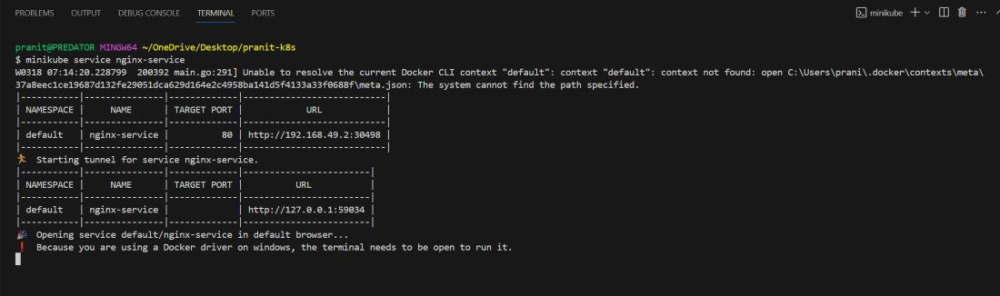 PROBLEMS OUTPUT DEBUG CONSOLE TERMINAL PORTS minikube
pranit@PREDATOR MINGW64 ~/OneDrive/Desktop/pranit-k8s
$ minikube service nginx-service
W0318 07:14:20.228799  200392 main.go:291] Unable to resolve the current Docker CLI context "default": context "default": context not found: open C:\Users\prani\.docker\contexts\meta\
37a8eec1ce19687d132fe29051dca629d164e2c4958ba141d5f4133a33f0688f\meta.json: The system cannot find the path specified.
|-----------|---------------|-------------|---------------------------|
| NAMESPACE |     NAME      | TARGET PORT |            URL            |
|-----------|---------------|-------------|---------------------------|
| default   | nginx-service |          80 | http://192.168.49.2:30498 |
|-----------|---------------|-------------|---------------------------|
🏃  Starting tunnel for service nginx-service.
|-----------|---------------|-------------|------------------------|
| NAMESPACE |     NAME      | TARGET PORT |          URL           |
|-----------|---------------|-------------|------------------------|
| default   | nginx-service |             | http://127.0.0.1:59034 |
|-----------|---------------|-------------|------------------------|
🎉  Opening service default/nginx-service in default browser...
❗  Because you are using a Docker driver on windows, the terminal needs to be open to run it.